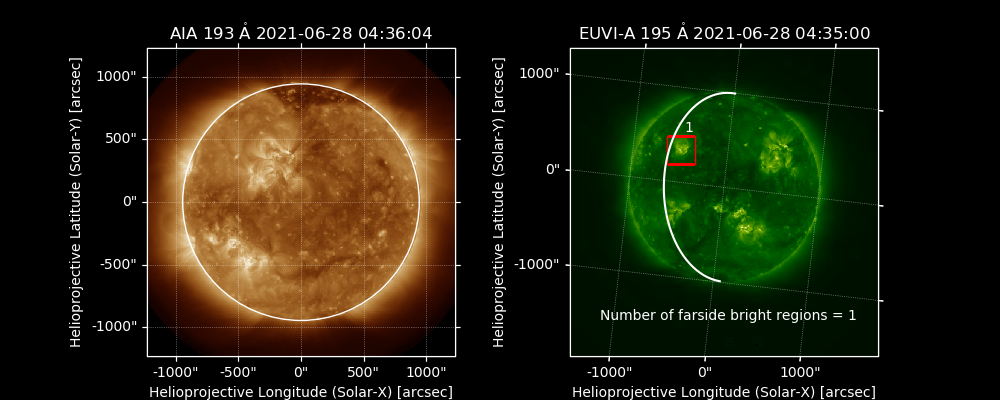 AIA 193 Å 2021-06-28 04:36:04
1000"
500"
0"
-500"
-1000"
-1000"
-500"
0"
500"
1000"
Helioprojective Longitude (Solar-X) [arcsec]
Helioprojective Latitude (Solar-Y) [arcsec]
EUVI-A 195 Å 2021-06-28 04:35:00
1000"
0"
-1000"
1
Number of farside bright regions = 1
-1000"
0"
1000"
Helioprojective Longitude (Solar-X) [arcsec]
Helioprojective Latitude (Solar-Y) [arcsec]